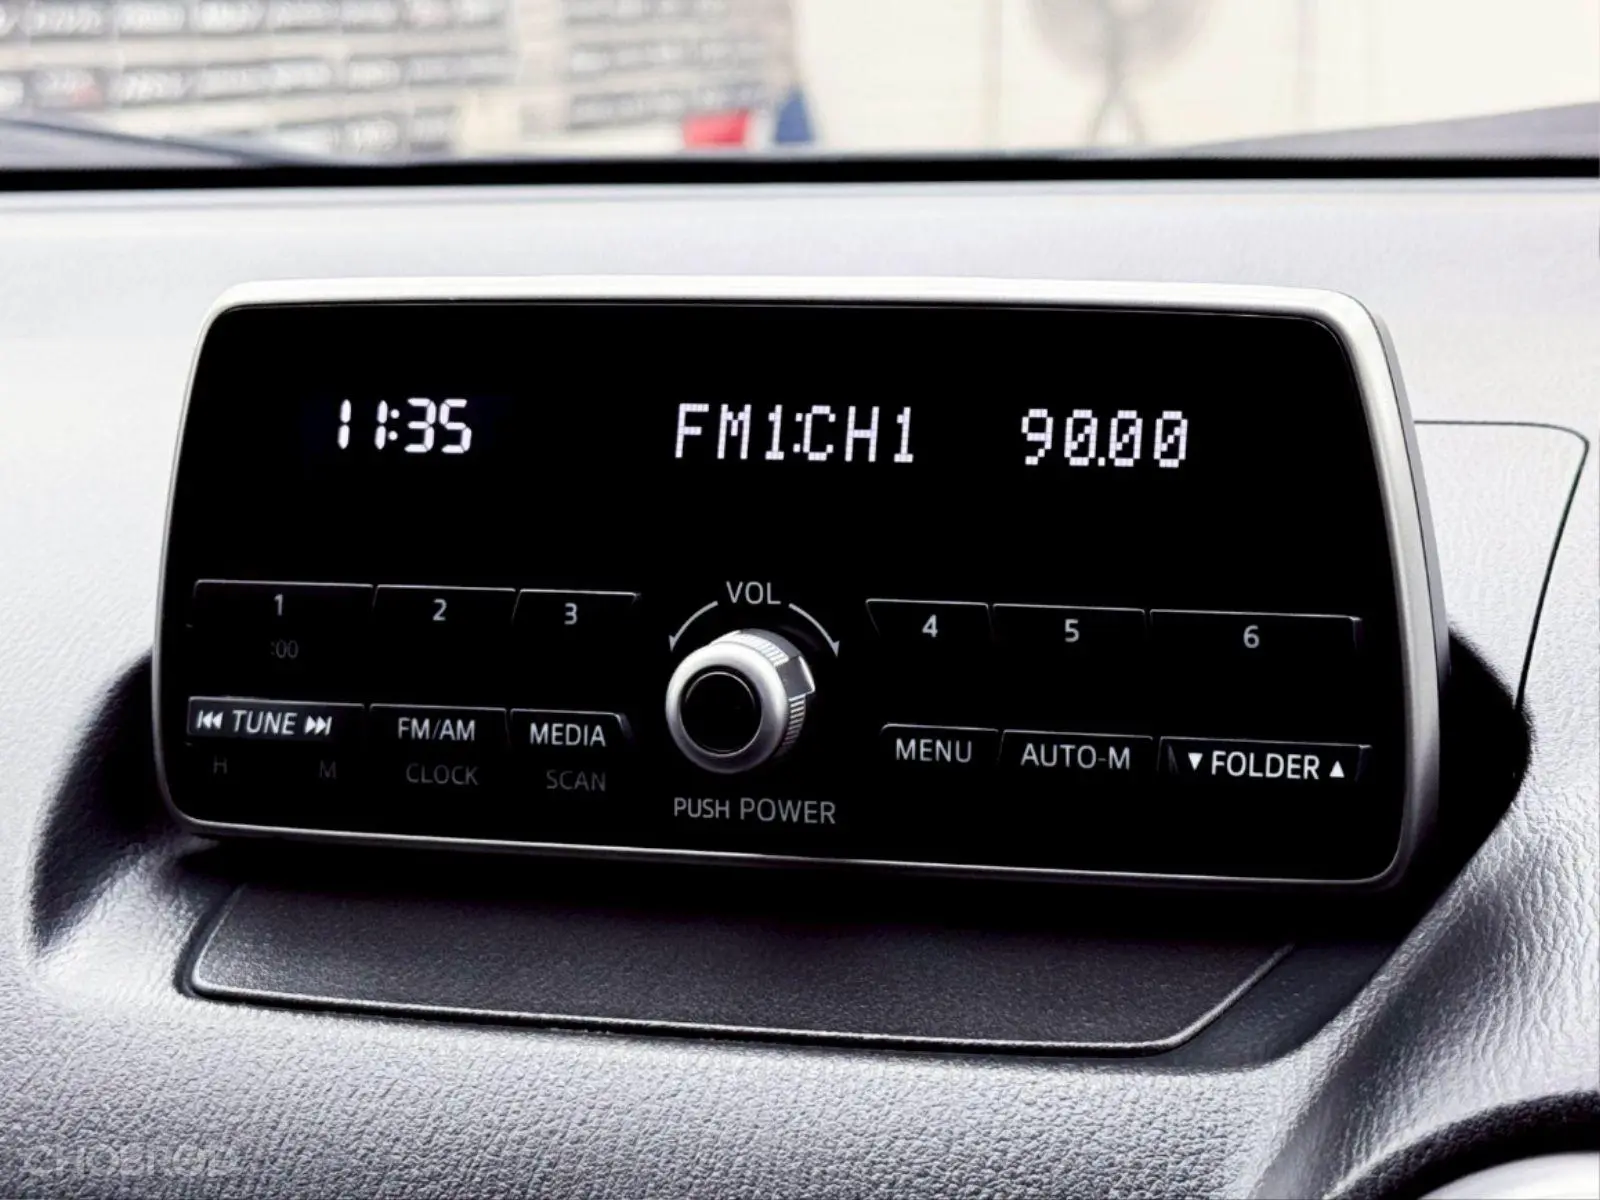 11:35 FM1:CH1 90.00
1 2 3 VOL 4 5 6
:00
⏮ TUNE ⏭ FM/AM MEDIA MENU AUTO-M ▼ FOLDER ▲
H M CLOCK SCAN
PUSH POWER